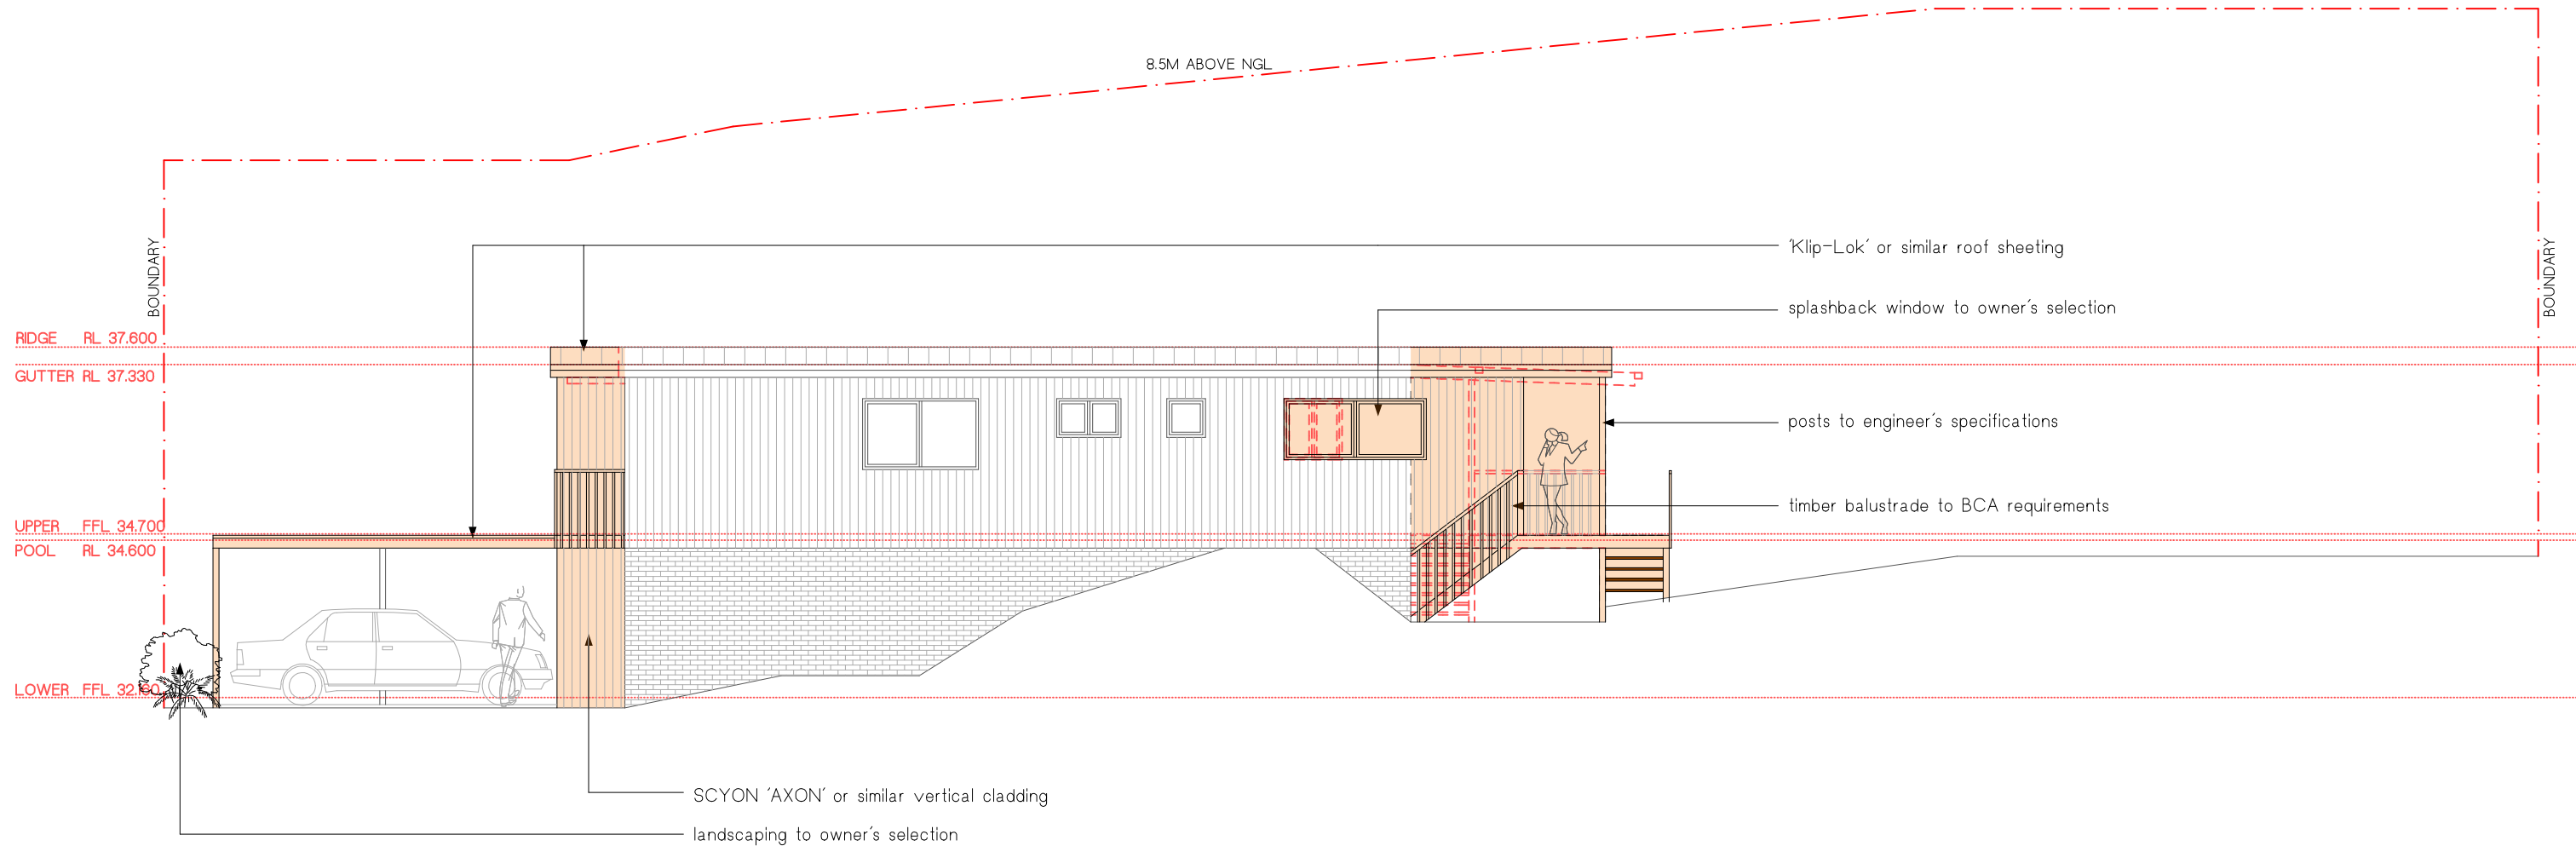 8.5M ABOVE NGL
BOUNDARY
BOUNDARY
'Klip-Lok' or similar roof sheeting
splashback window to owner's selection
RIDGE RL 37.600
GUTTER RL 37.330
posts to engineer's specifications
timber balustrade to BCA requirements
UPPER FFL 34.700
POOL RL 34.600
LOWER FFL 32.160
SCYON 'AXON' or similar vertical cladding
landscaping to owner's selection